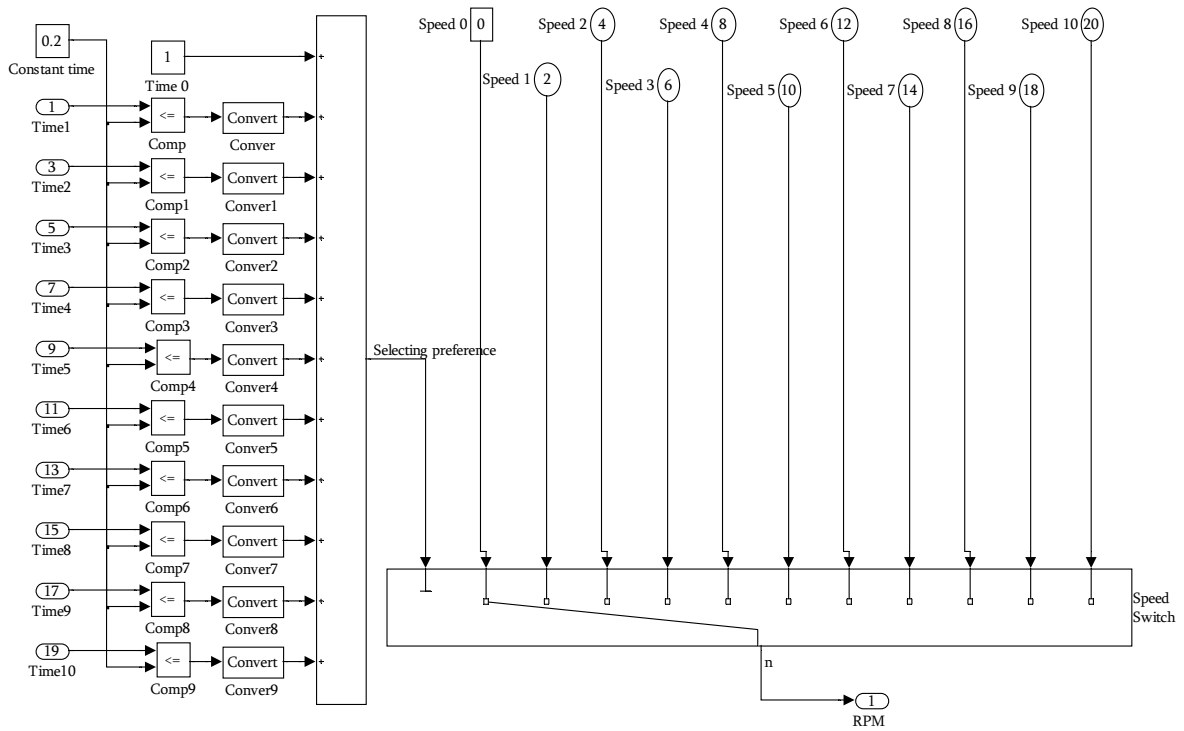 0.2
Constant time
1
Time 0
+
1
Time1
<=
Comp
Convert
Conver
+
3
Time2
<=
Comp1
Convert
Conver1
+
5
Time3
<=
Comp2
Convert
Conver2
+
7
Time4
<=
Comp3
Convert
Conver3
+
9
Time5
<=
Comp4
Convert
Conver4
+
11
Time6
<=
Comp5
Convert
Conver5
+
13
Time7
<=
Comp6
Convert
Conver6
+
15
Time8
<=
Comp7
Convert
Conver7
+
17
Time9
<=
Comp8
Convert
Conver8
+
19
Time10
<=
Comp9
Convert
Conver9
+
Selecting preference
Speed 0 0
Speed 1 2
Speed 2 4
Speed 3 6
Speed 4 8
Speed 5 10
Speed 6 12
Speed 7 14
Speed 8 16
Speed 9 18
Speed 10 20
Speed
Switch
n
1
RPM